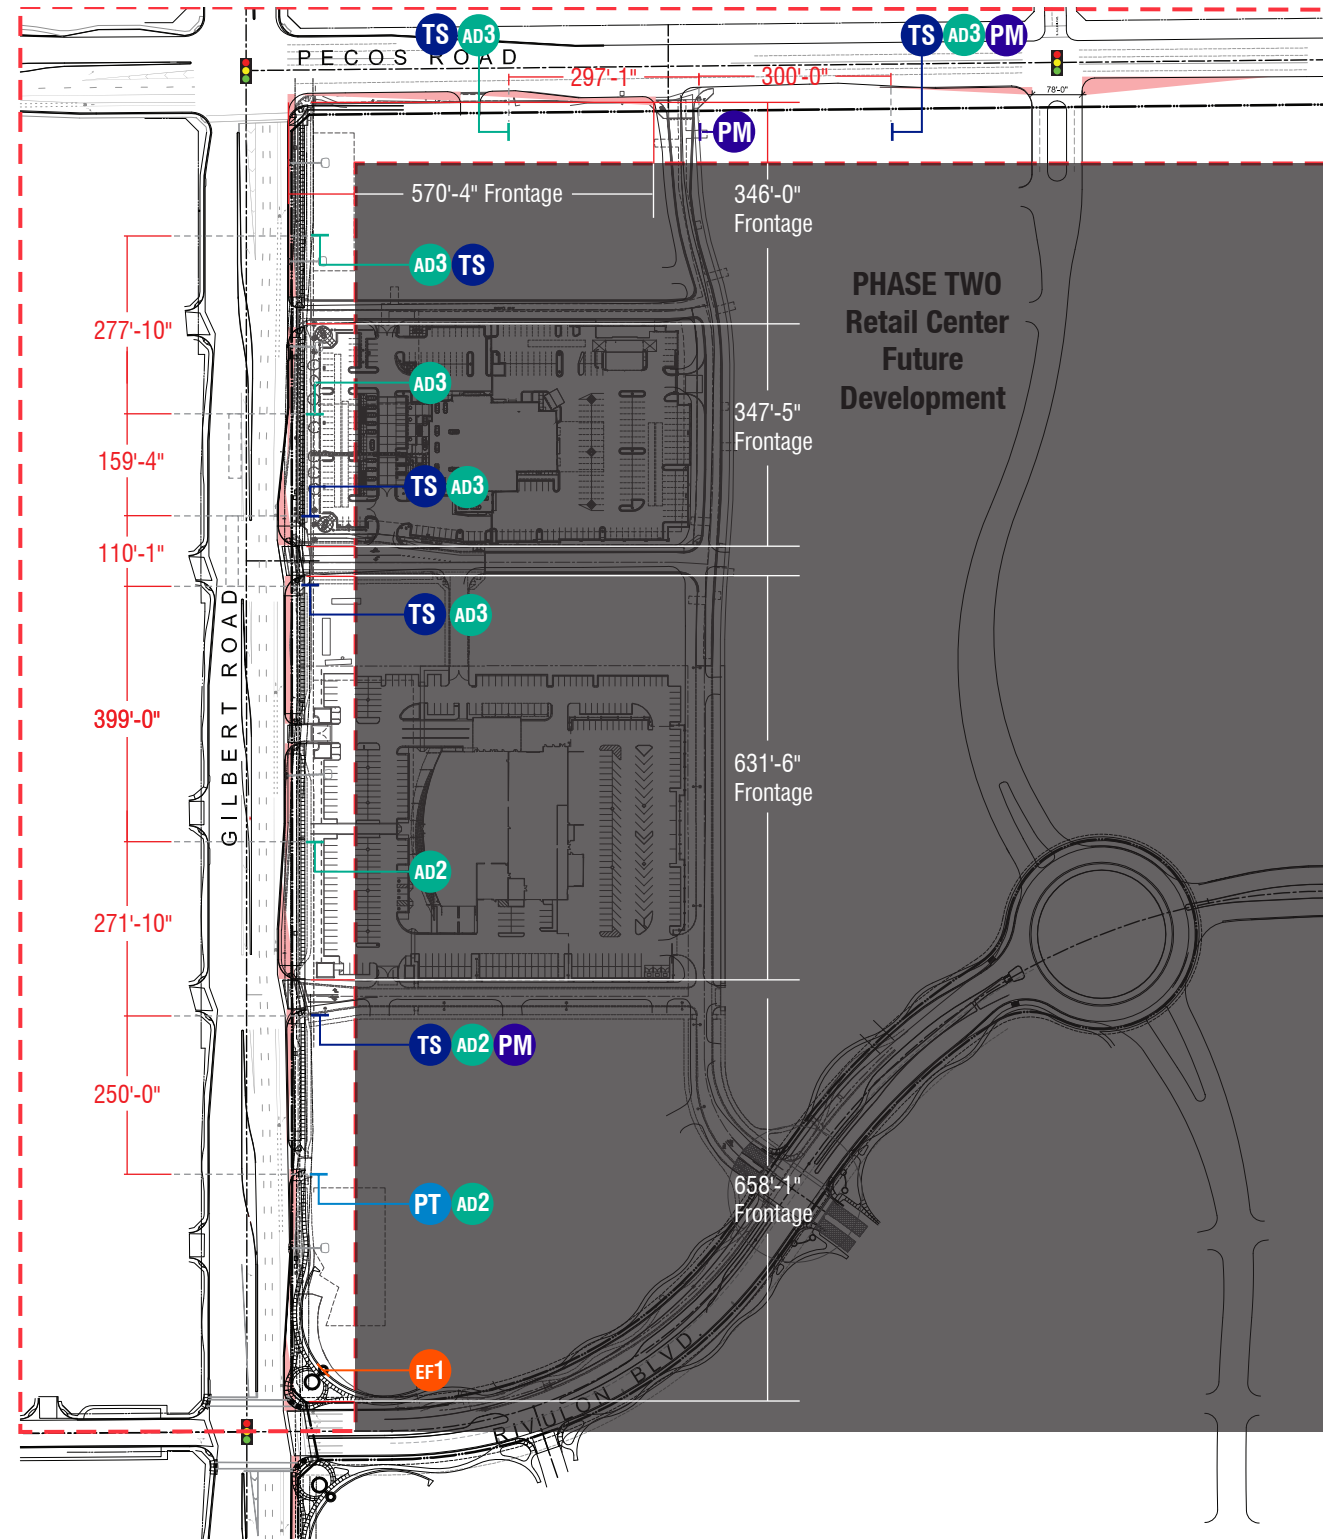 TS AD3
TS AD3 PM
PECOS ROAD
297'-1"
300'-0"
78'-0"
PM
570'-4" Frontage
346'-0"
Frontage
AD3 TS
PHASE TWO
Retail Center
Future
Development
277'-10"
AD3
347'-5"
Frontage
159'-4"
TS AD3
110'-1"
TS AD3
GILBERT ROAD
399'-0"
631'-6"
Frontage
AD2
271'-10"
TS AD2 PM
250'-0"
658'-1"
Frontage
PT AD2
EF1
BLVD.